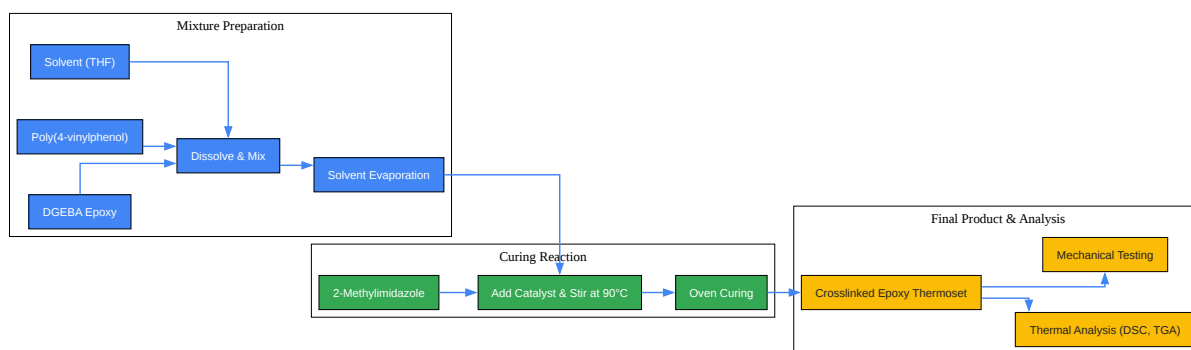 Mixture Preparation
Solvent (THF)
Poly(4-vinylphenol)
Dissolve & Mix
DGEBA Epoxy
Solvent Evaporation
Curing Reaction
2-Methylimidazole
Add Catalyst & Stir at 90°C
Oven Curing
Final Product & Analysis
Mechanical Testing
Crosslinked Epoxy Thermoset
Thermal Analysis (DSC, TGA)